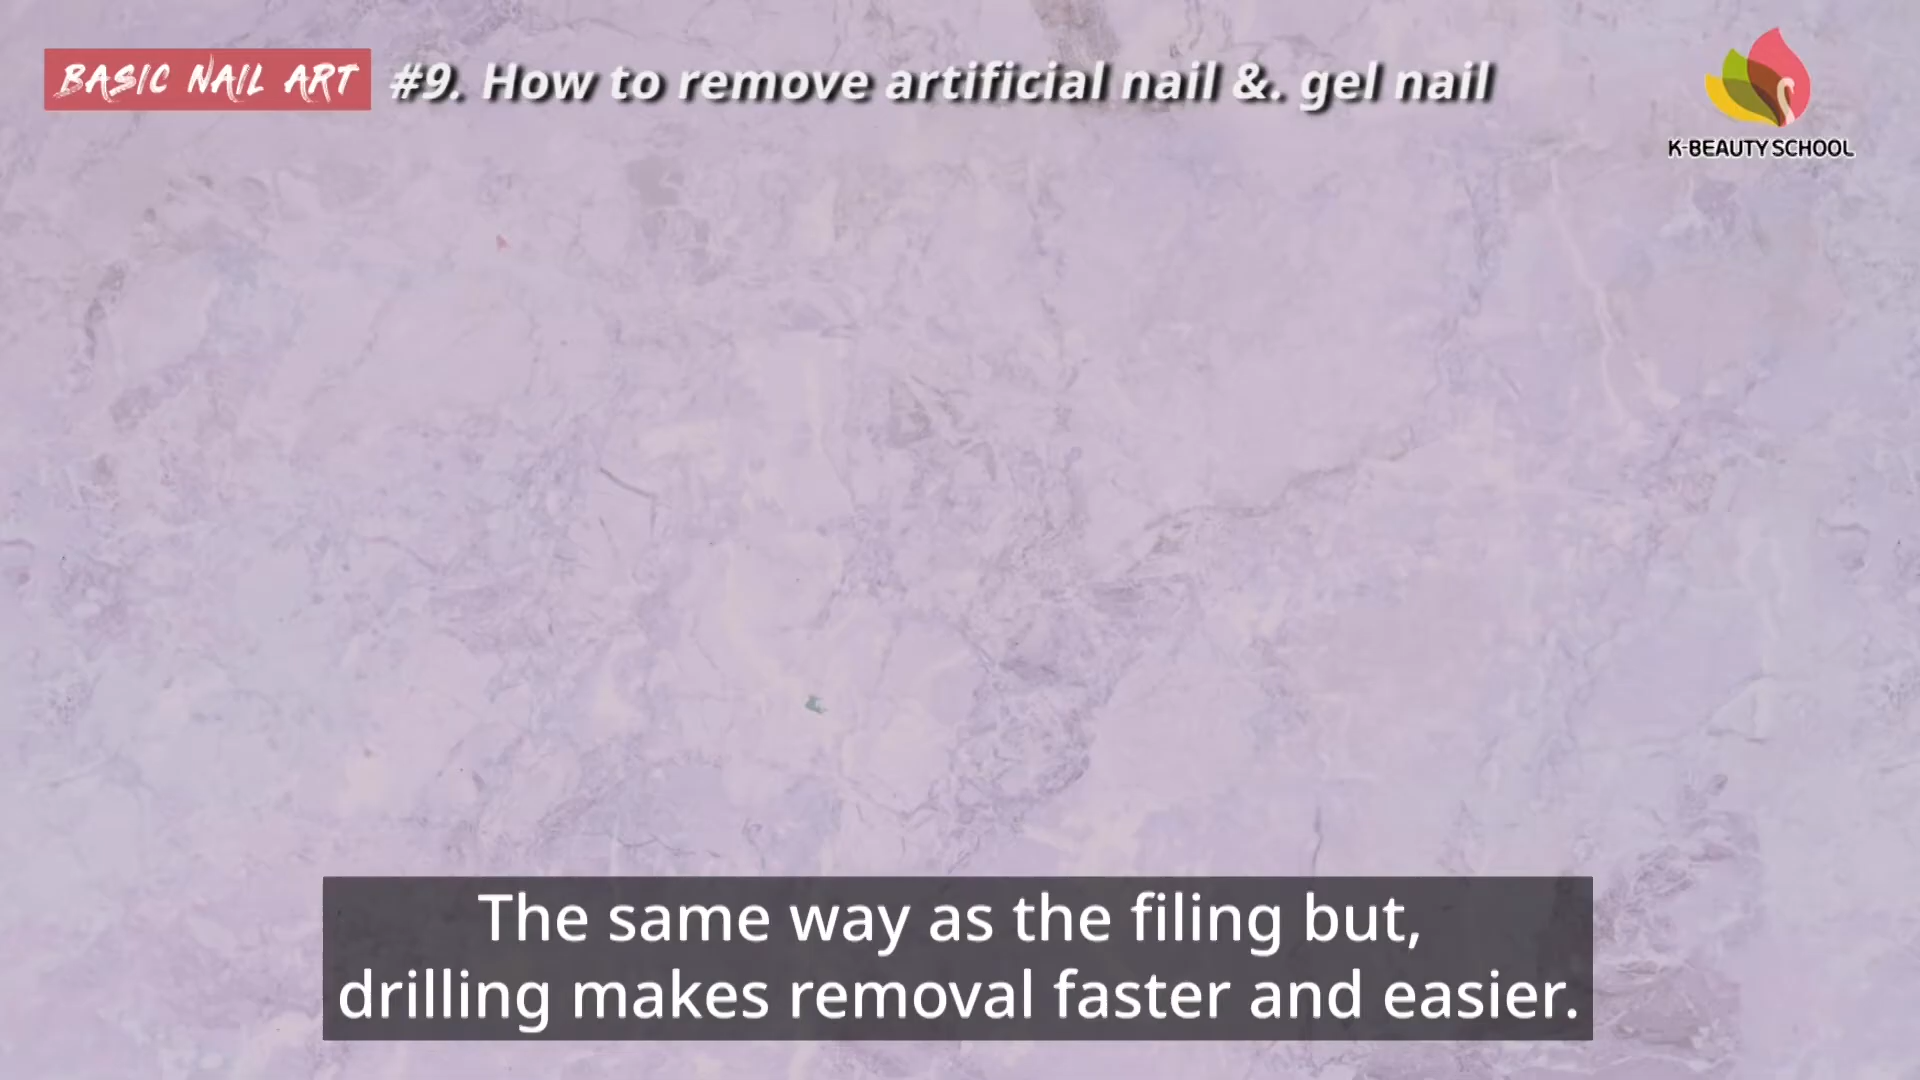 BASIC NAIL ART #9. How to remove artificial nail &. gel nail
K-BEAUTY SCHOOL
The same way as the filing but,
drilling makes removal faster and easier.